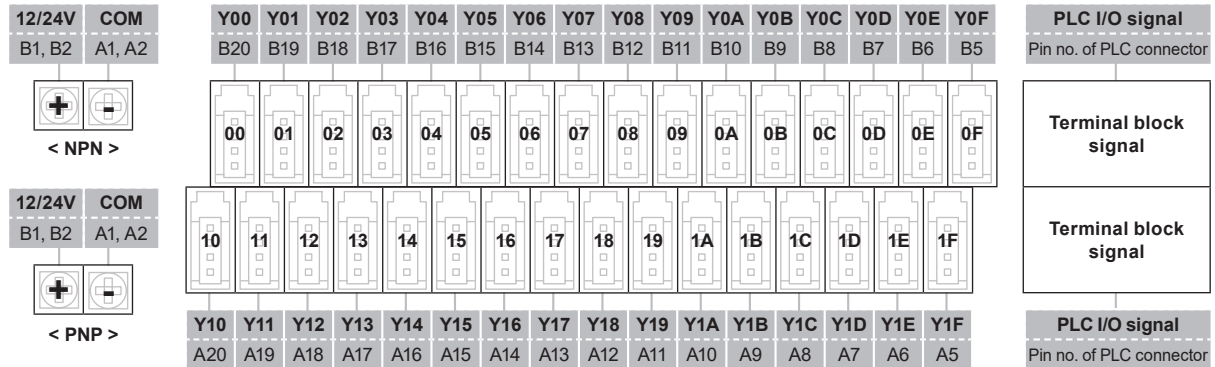 12/24V COM Y00 Y01 Y02 Y03 Y04 Y05 Y06 Y07 Y08 Y09 Y0A Y0B Y0C Y0D Y0E Y0F PLC I/O signal
B1, B2 A1, A2 B20 B19 B18 B17 B16 B15 B14 B13 B12 B11 B10 B9 B8 B7 B6 B5 Pin no. of PLC connector
+ -
00 01 02 03 04 05 06 07 08 09 0A 0B 0C 0D 0E 0F Terminal block
signal
< NPN >
12/24V COM
B1, B2 A1, A2
10 11 12 13 14 15 16 17 18 19 1A 1B 1C 1D 1E 1F Terminal block
signal
+ -
< PNP >
Y10 Y11 Y12 Y13 Y14 Y15 Y16 Y17 Y18 Y19 Y1A Y1B Y1C Y1D Y1E Y1F PLC I/O signal
A20 A19 A18 A17 A16 A15 A14 A13 A12 A11 A10 A9 A8 A7 A6 A5 Pin no. of PLC connector